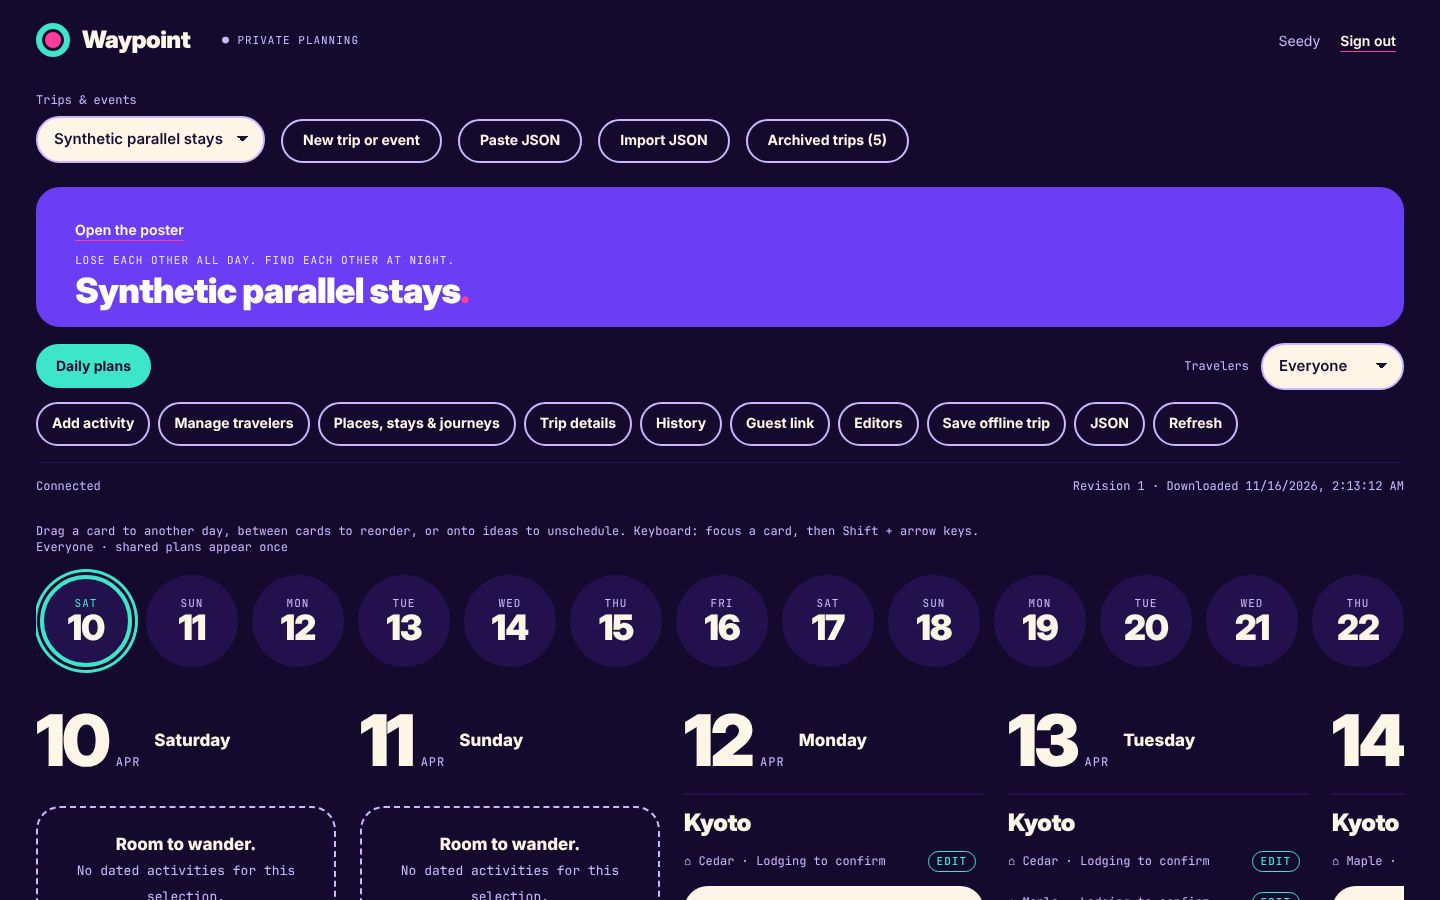 Waypoint
PRIVATE PLANNING
Seedy Sign out
Trips & events
Synthetic parallel stays New trip or event Paste JSON Import JSON Archived trips (5)
Open the poster
LOSE EACH OTHER ALL DAY. FIND EACH OTHER AT NIGHT.
Synthetic parallel stays.
Daily plans Travelers Everyone
Add activity Manage travelers Places, stays & journeys Trip details History Guest link Editors Save offline trip JSON Refresh
Connected Revision 1 · Downloaded 11/16/2026, 2:13:12 AM
Drag a card to another day, between cards to reorder, or onto ideas to unschedule. Keyboard: focus a card, then Shift + arrow keys.
Everyone · shared plans appear once
SAT SUN MON TUE WED THU FRI SAT SUN MON TUE WED THU
10 11 12 13 14 15 16 17 18 19 20 21 22
10 APR Saturday 11 APR Sunday 12 APR Monday 13 APR Tuesday 14
Room to wander.
No dated activities for this
selection.
Room to wander.
No dated activities for this
selection.
Kyoto
⌂ Cedar · Lodging to confirm EDIT
Kyoto
⌂ Cedar · Lodging to confirm EDIT
Kyoto
⌂ Maple ·